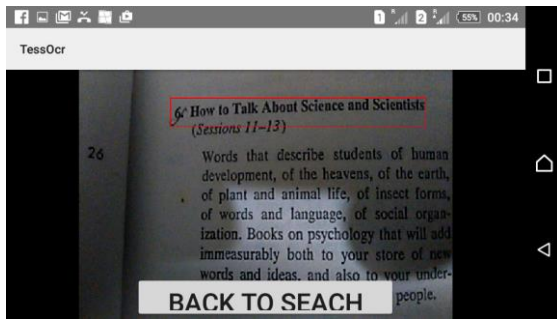 1 R 2 R 55% 00:34
TessOcr
6. How to Talk About Science and Scientists
(Sessions 11–13)
26
Words that describe students of human
development, of the heavens, of the earth,
of plant and animal life, of insect forms,
of words and language, of social organ-
ization. Books on psychology that will add
immeasurably both to your store of new
words and ideas, and also to your under-
people.
BACK TO SEACH